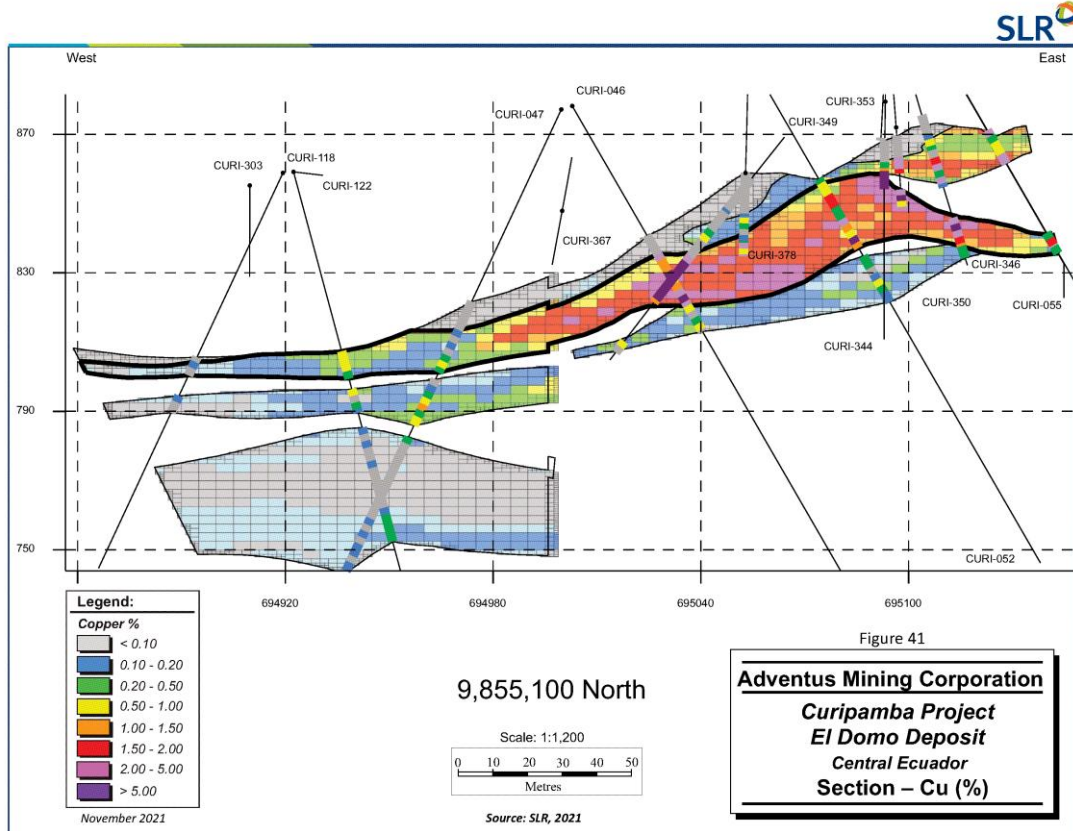 SLR
West
East
CURI-046
CURI-353
CURI-047
CURI-349
870
CURI-118
CURI-303
CURI-122
CURI-367
CURI-378
CURI-346
830
CURI-350
CURI-055
CURI-344
790
750
CURI-052
694920
694980
695040
695100
Legend:
Copper %
< 0.10
0.10 - 0.20
0.20 - 0.50
0.50 - 1.00
1.00 - 1.50
1.50 - 2.00
2.00 - 5.00
> 5.00
November 2021
9,855,100 North
Scale: 1:1,200
0 10 20 30 40 50
Metres
Source: SLR, 2021
Figure 41
Adventus Mining Corporation
Curipamba Project
El Domo Deposit
Central Ecuador
Section – Cu (%)